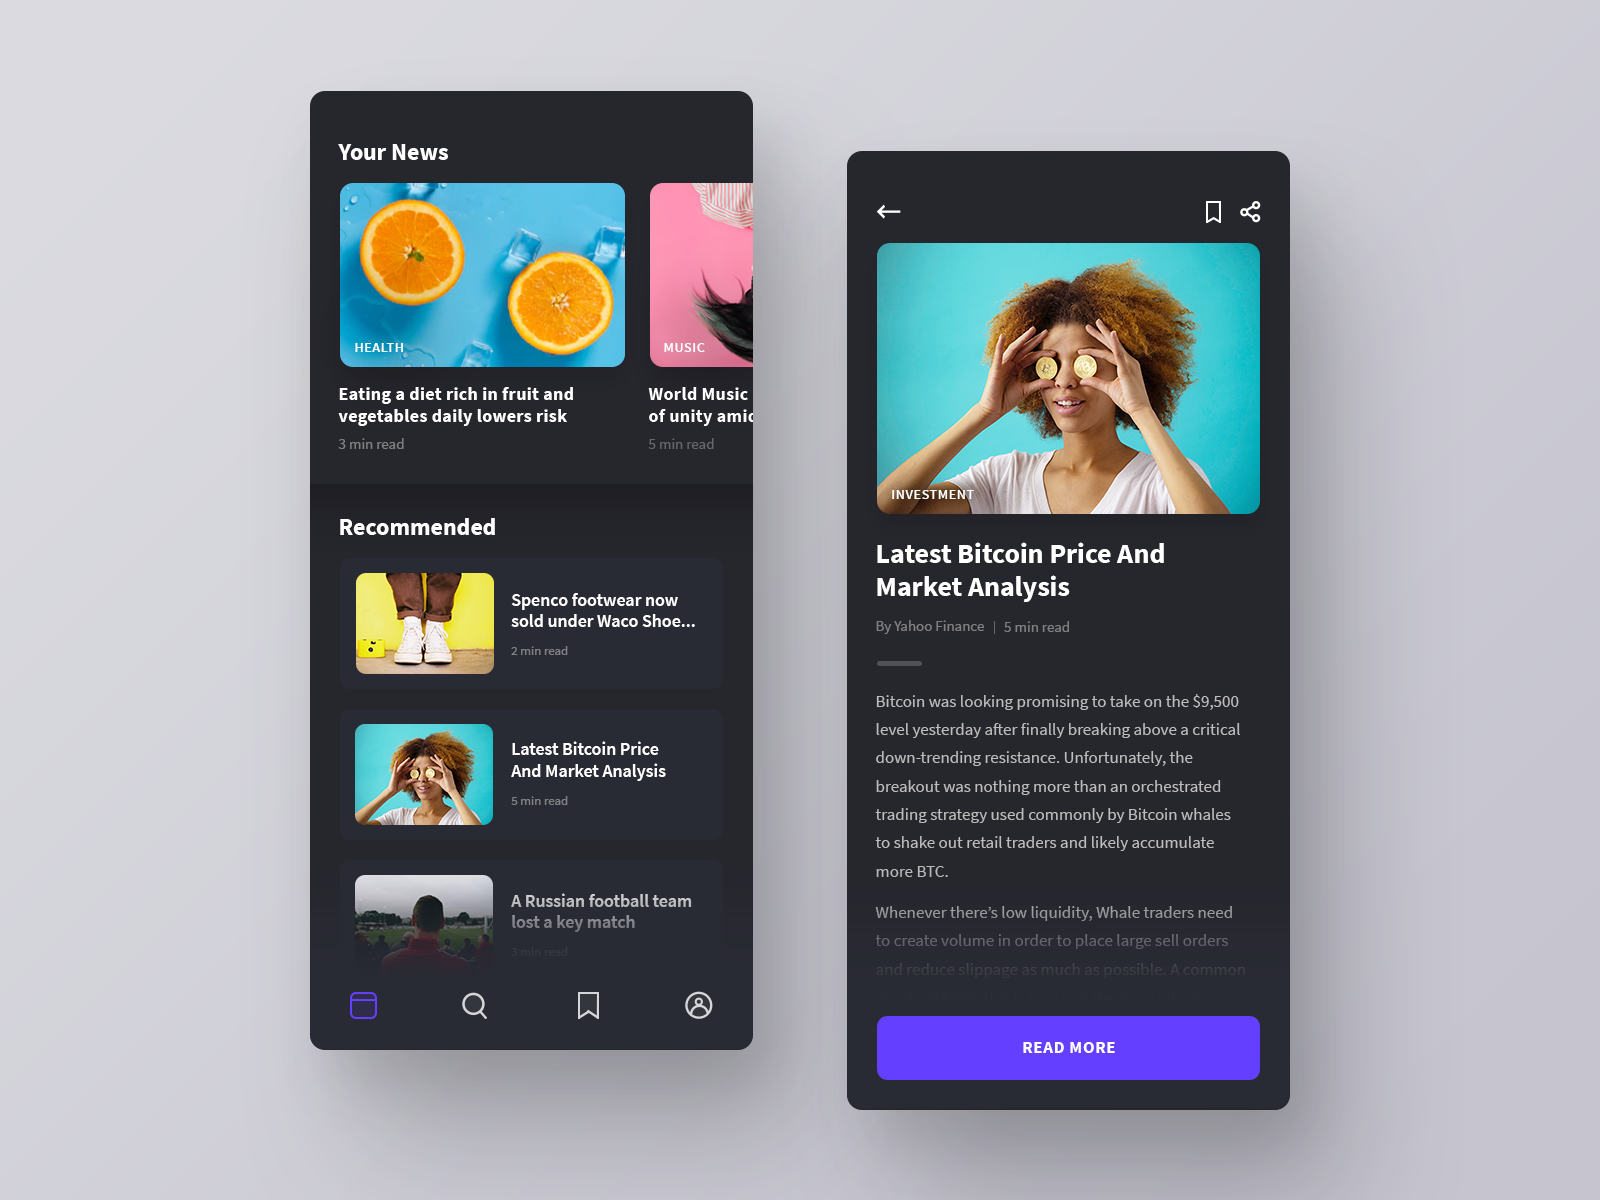 Your News
HEALTH
MUSIC
Eating a diet rich in fruit and
vegetables daily lowers risk
3 min read
World Music
of unity amid
5 min read
Recommended
Spenco footwear now
sold under Waco Shoe...
2 min read
Latest Bitcoin Price
And Market Analysis
5 min read
A Russian football team
lost a key match
3 min read
INVESTMENT
Latest Bitcoin Price And
Market Analysis
By Yahoo Finance | 5 min read
Bitcoin was looking promising to take on the $9,500
level yesterday after finally breaking above a critical
down-trending resistance. Unfortunately, the
breakout was nothing more than an orchestrated
trading strategy used commonly by Bitcoin whales
to shake out retail traders and likely accumulate
more BTC.
Whenever there’s low liquidity, Whale traders need
to create volume in order to place large sell orders
and reduce slippage as much as possible. A common
READ MORE